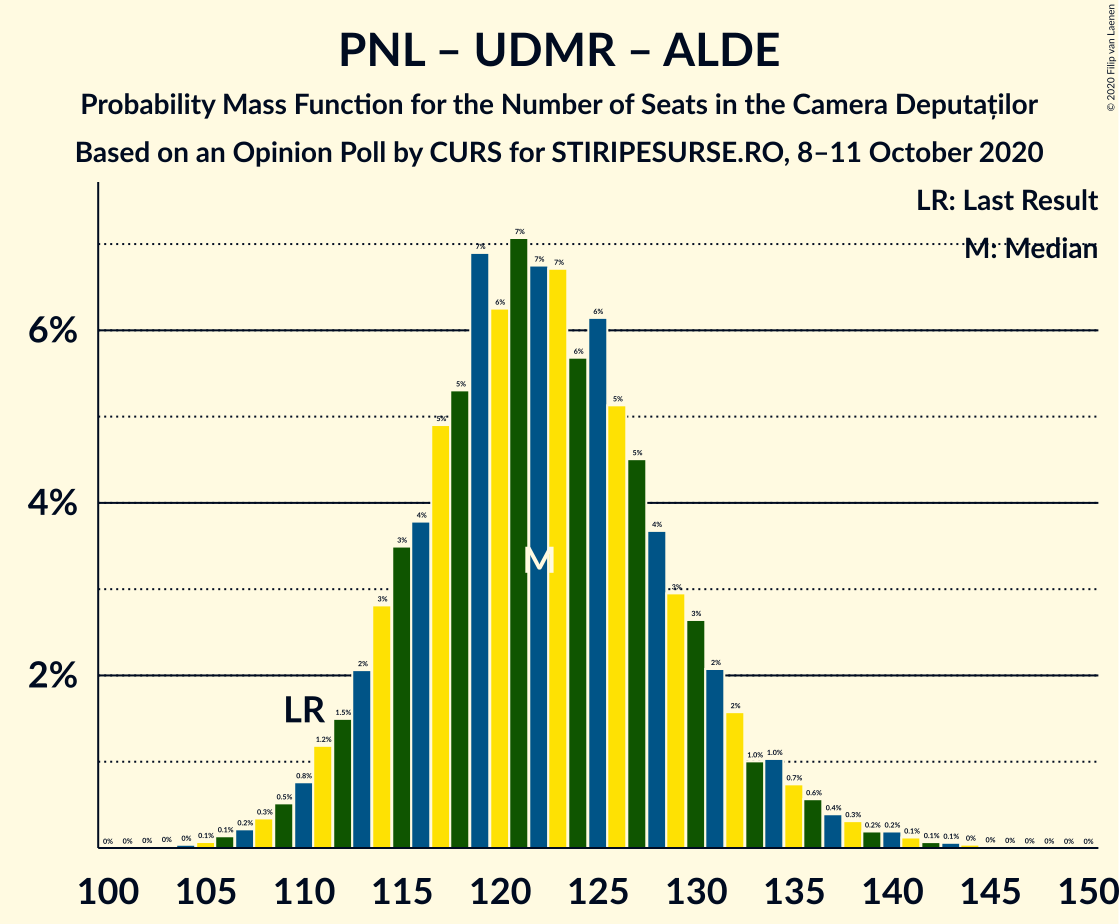 PNL – UDMR – ALDE
Probability Mass Function for the Number of Seats in the Camera Deputaților
Based on an Opinion Poll by CURS for STIRIPESURSE.RO, 8–11 October 2020
© 2020 Filip van Laenen
LR: Last Result
M: Median
6%
4%
2%
0% 0% 0% 0% 0% 0.1% 0.1% 0.2% 0.3% 0.5% 0.8% 1.2% 1.5% 2% 3% 3% 4% 5% 5% 7% 6% 7% 7% 7% 6% 6% 5% 5% 4% 3% 3% 2% 2% 1.0% 1.0% 0.7% 0.6% 0.4% 0.3% 0.2% 0.2% 0.1% 0.1% 0.1% 0% 0% 0% 0% 0% 0% 0%
LR
M
100 105 110 115 120 125 130 135 140 145 150